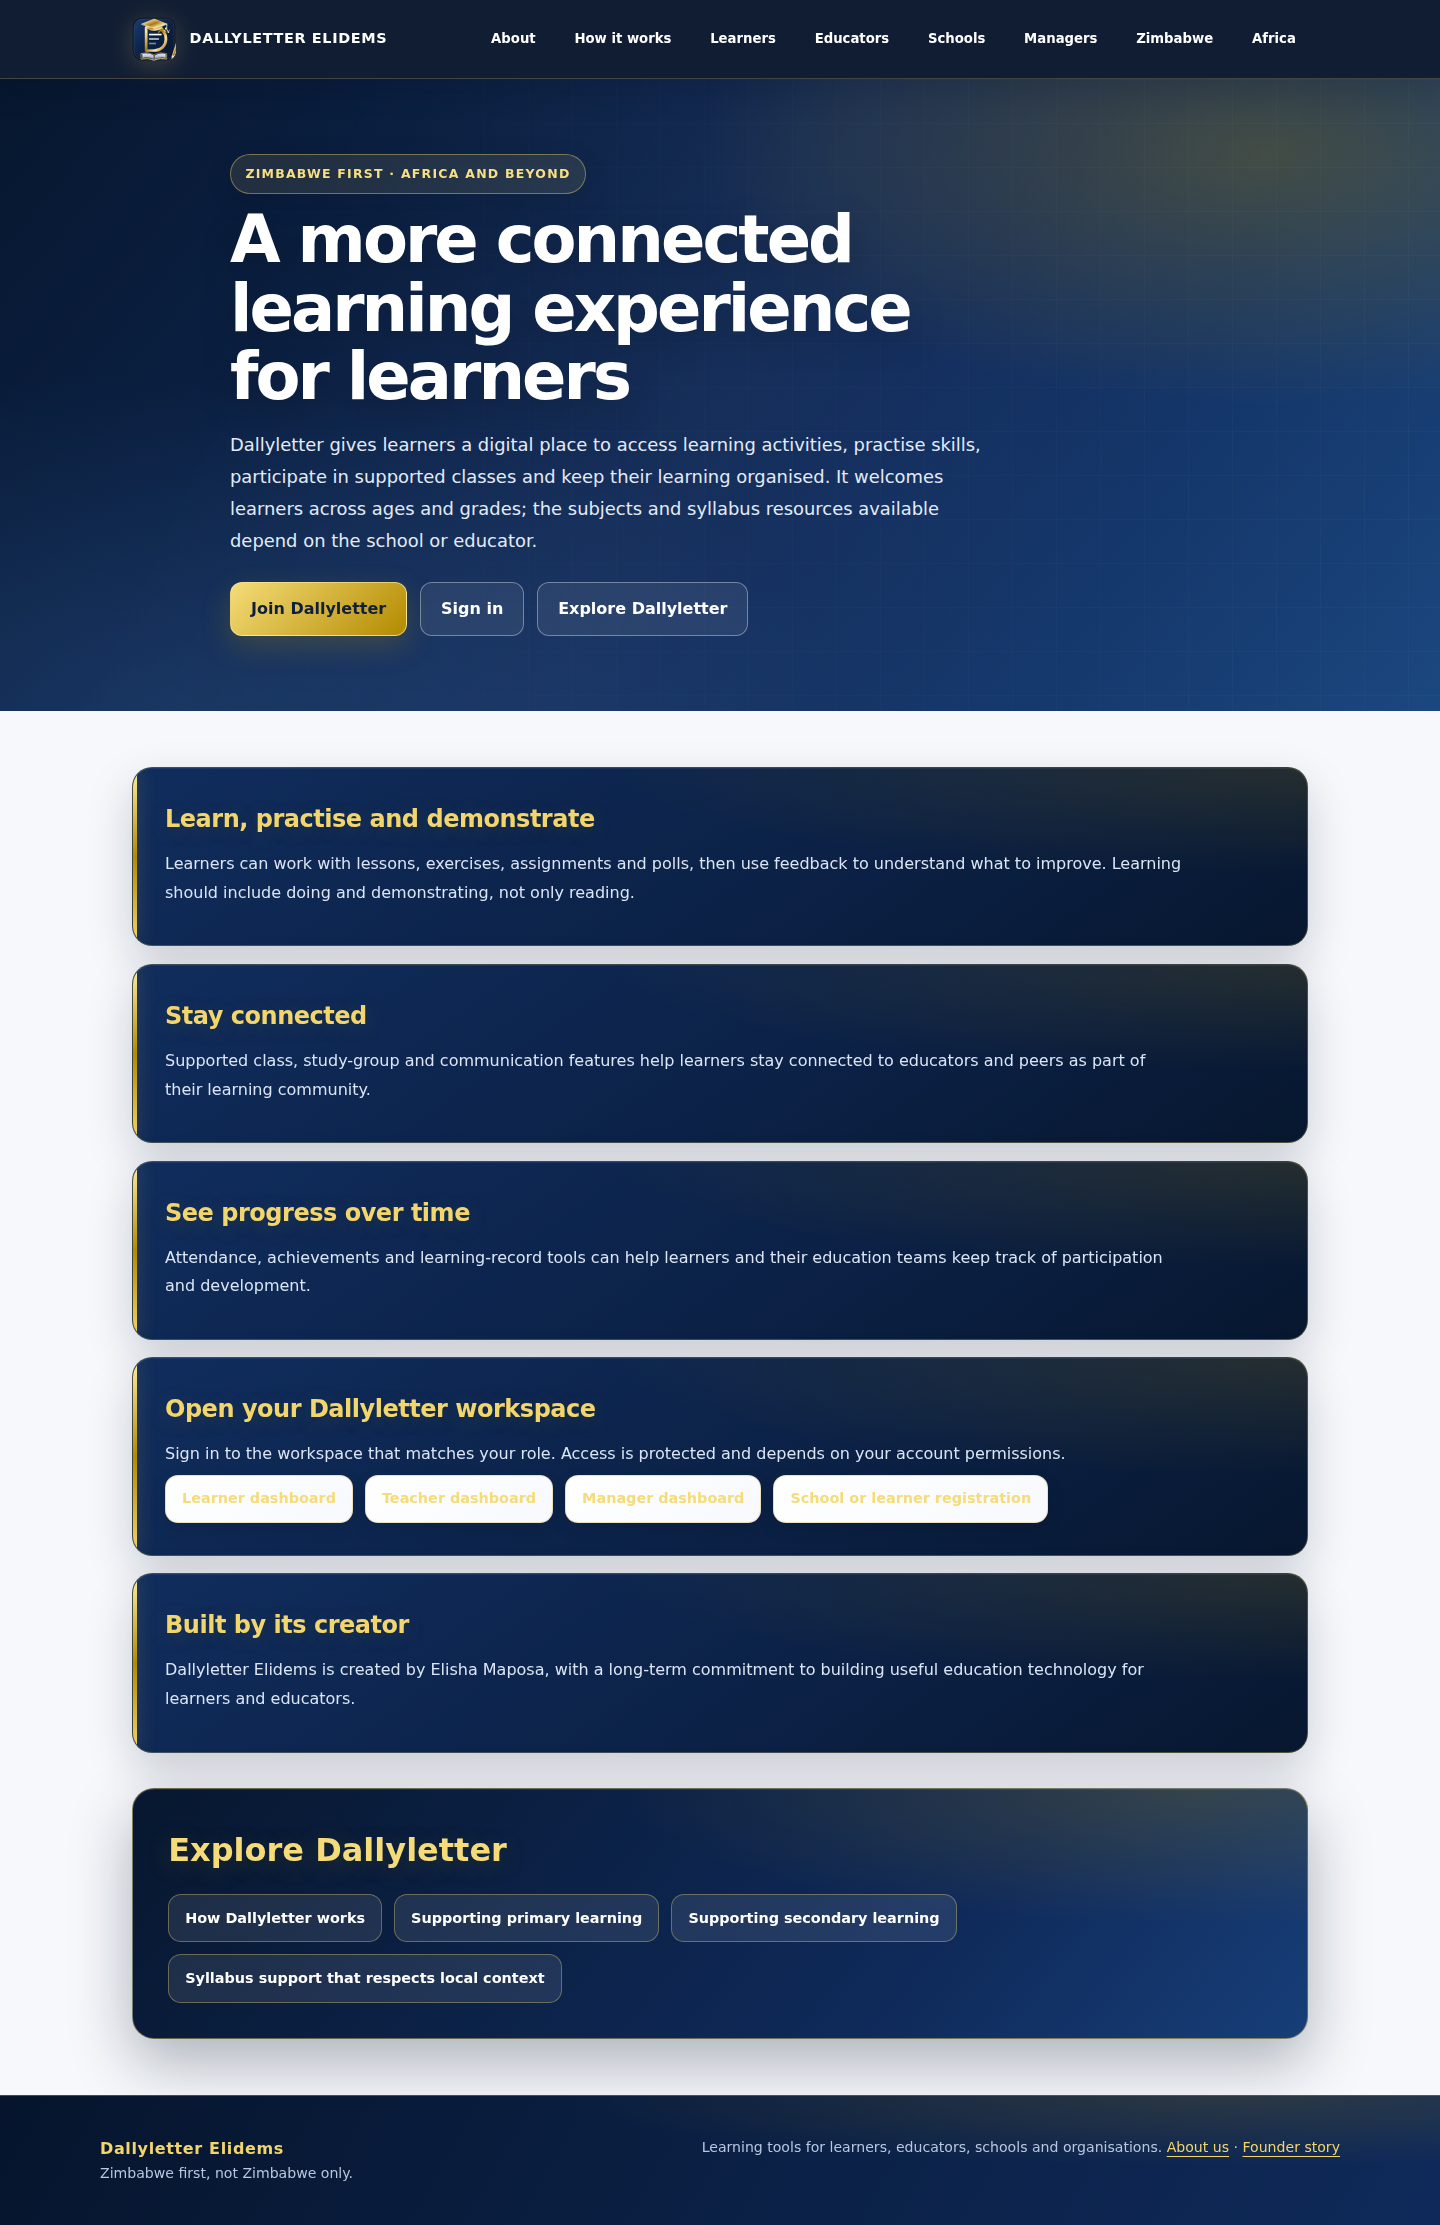 DALLYLETTER ELIDEMS
About
How it works
Learners
Educators
Schools
Managers
Zimbabwe
Africa
ZIMBABWE FIRST · AFRICA AND BEYOND
A more connected
learning experience
for learners
Dallyletter gives learners a digital place to access learning activities, practise skills,
participate in supported classes and keep their learning organised. It welcomes
learners across ages and grades; the subjects and syllabus resources available
depend on the school or educator.
Join Dallyletter
Sign in
Explore Dallyletter
Learn, practise and demonstrate
Learners can work with lessons, exercises, assignments and polls, then use feedback to understand what to improve. Learning
should include doing and demonstrating, not only reading.
Stay connected
Supported class, study-group and communication features help learners stay connected to educators and peers as part of
their learning community.
See progress over time
Attendance, achievements and learning-record tools can help learners and their education teams keep track of participation
and development.
Open your Dallyletter workspace
Sign in to the workspace that matches your role. Access is protected and depends on your account permissions.
Learner dashboard
Teacher dashboard
Manager dashboard
School or learner registration
Built by its creator
Dallyletter Elidems is created by Elisha Maposa, with a long-term commitment to building useful education technology for
learners and educators.
Explore Dallyletter
How Dallyletter works
Supporting primary learning
Supporting secondary learning
Syllabus support that respects local context
Dallyletter Elidems
Zimbabwe first, not Zimbabwe only.
Learning tools for learners, educators, schools and organisations. About us · Founder story